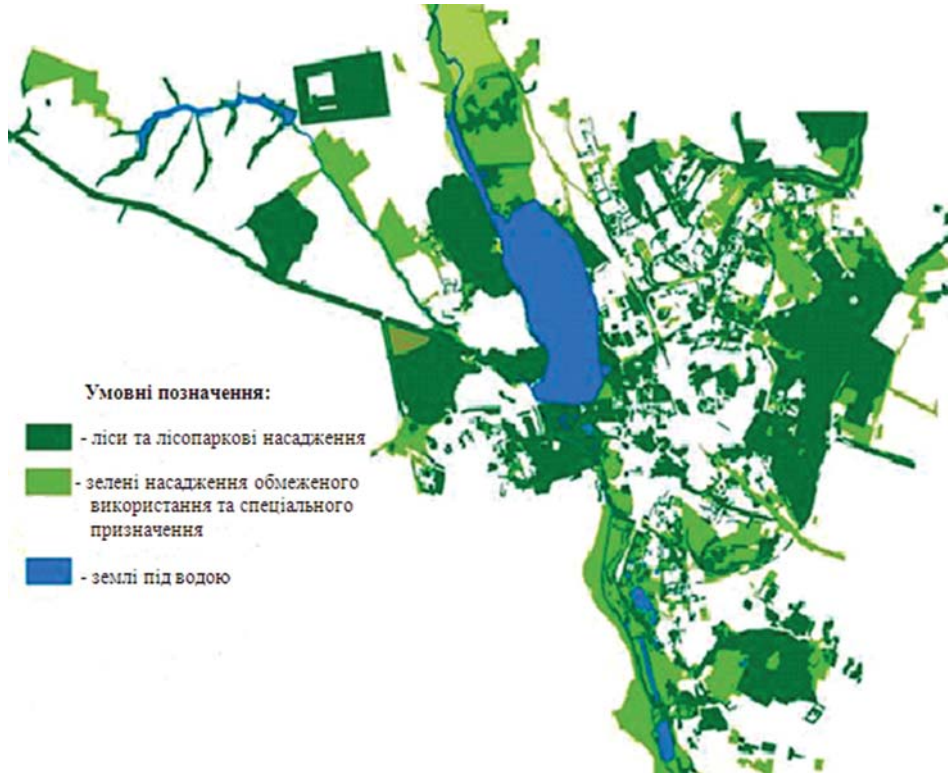 Умовні позначення:
- ліси та лісопаркові насадження
- зелені насадження обмеженого
використання та спеціального
призначення
- землі під водою